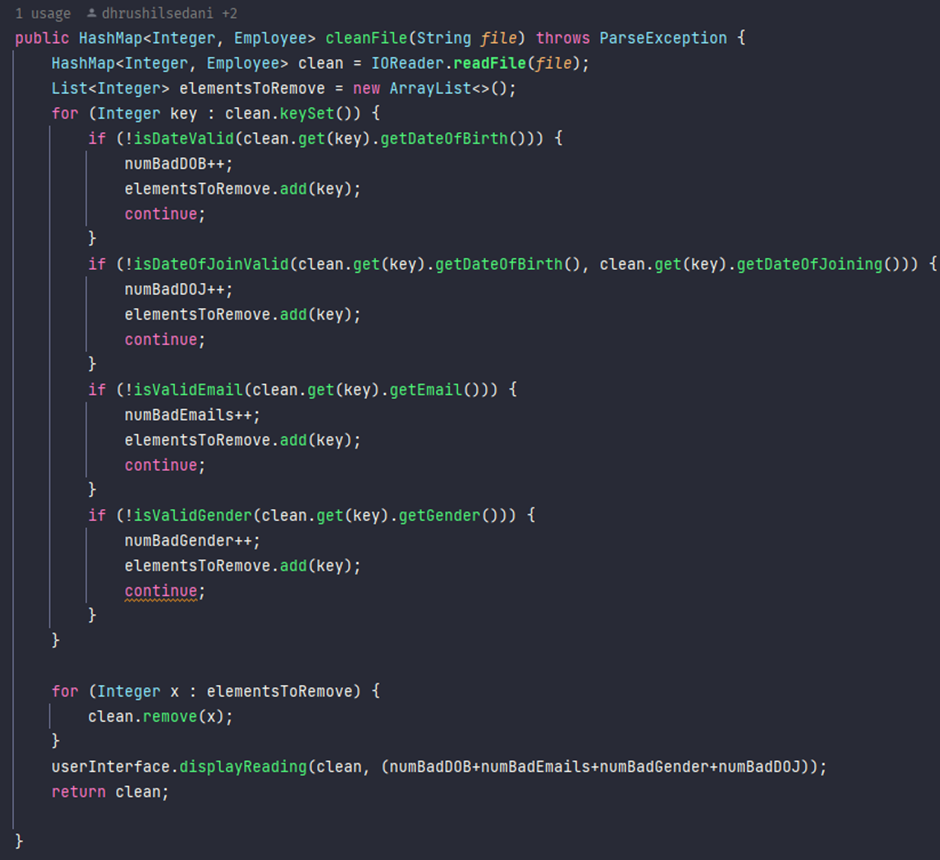 1 usage dhrushilsedani +2
public HashMap<Integer, Employee> cleanFile(String file) throws ParseException {
    HashMap<Integer, Employee> clean = IOReader.readFile(file);
    List<Integer> elementsToRemove = new ArrayList<>();
    for (Integer key : clean.keySet()) {
        if (!isDateValid(clean.get(key).getDateOfBirth())) {
            numBadDOB++;
            elementsToRemove.add(key);
            continue;
        }
        if (!isDateOfJoinValid(clean.get(key).getDateOfBirth(), clean.get(key).getDateOfJoining())) {
            numBadDOJ++;
            elementsToRemove.add(key);
            continue;
        }
        if (!isValidEmail(clean.get(key).getEmail())) {
            numBadEmails++;
            elementsToRemove.add(key);
            continue;
        }
        if (!isValidGender(clean.get(key).getGender())) {
            numBadGender++;
            elementsToRemove.add(key);
            continue;
        }
    }

    for (Integer x : elementsToRemove) {
        clean.remove(x);
    }
    userInterface.displayReading(clean, (numBadDOB+numBadEmails+numBadGender+numBadDOJ));
    return clean;

}